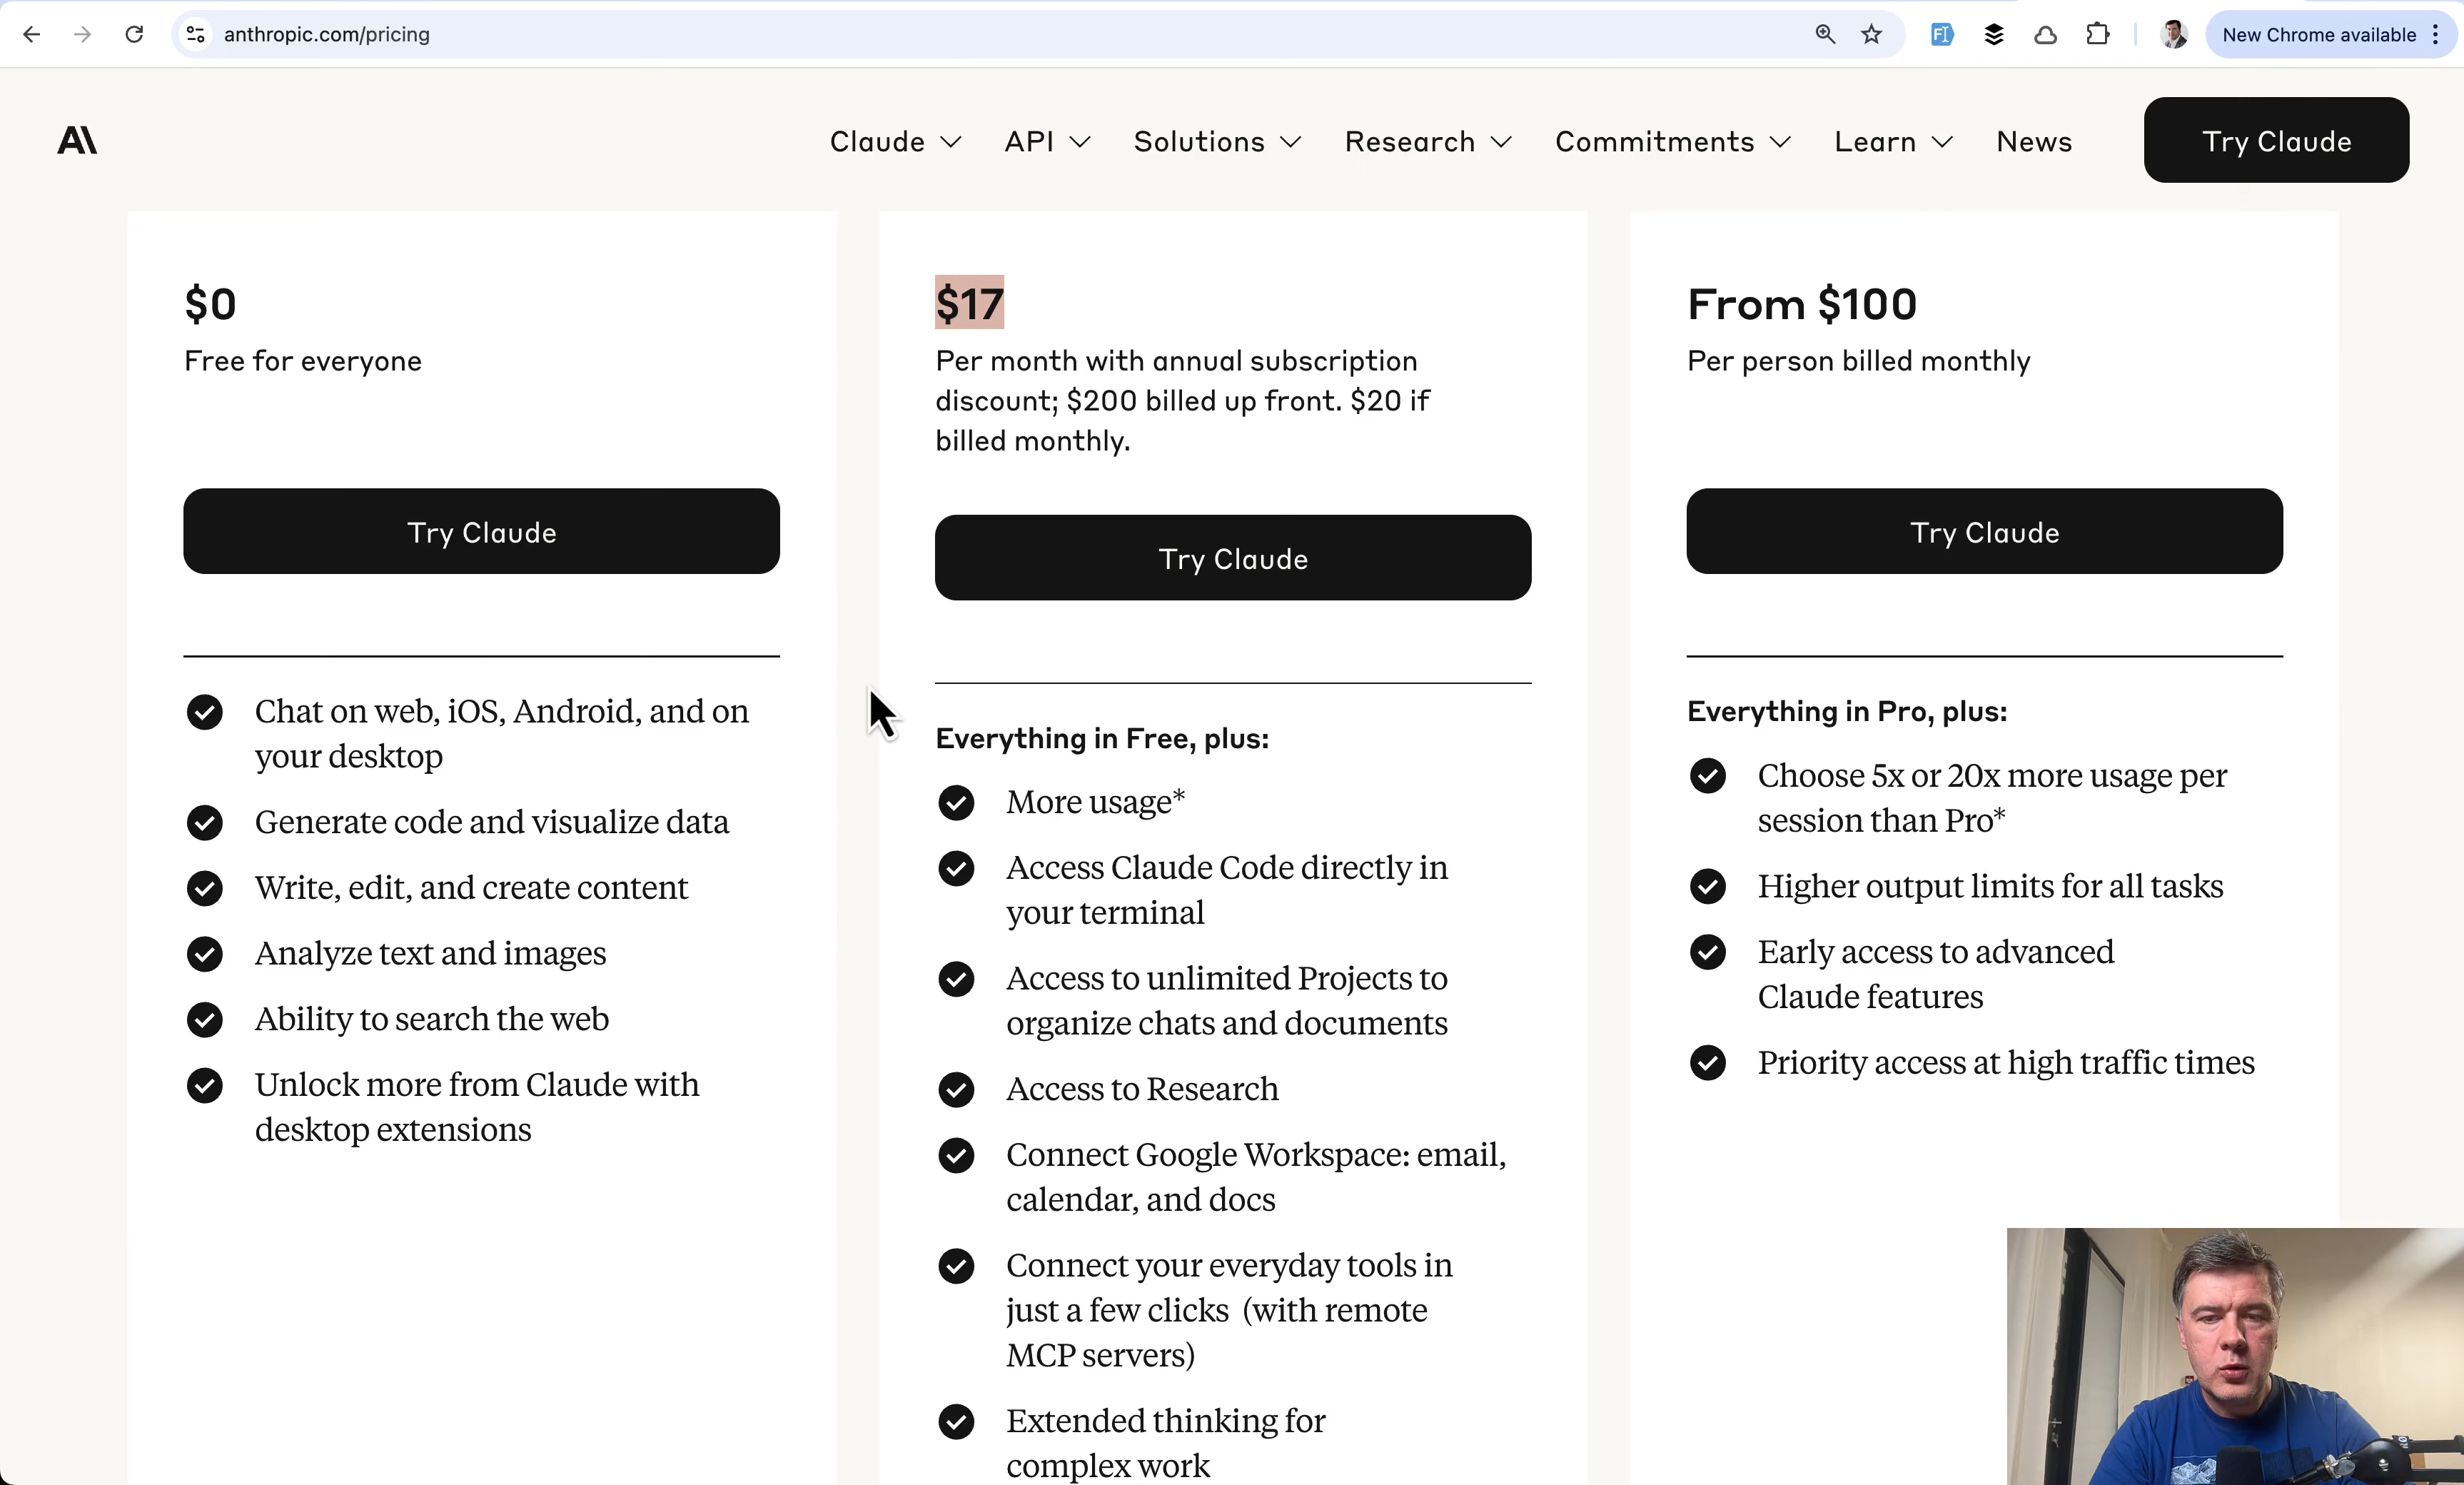 anthropic.com/pricing
New Chrome available
Claude
API
Solutions
Research
Commitments
Learn
News
Try Claude
$0
Free for everyone
Try Claude
Chat on web, iOS, Android, and on
your desktop
Generate code and visualize data
Write, edit, and create content
Analyze text and images
Ability to search the web
Unlock more from Claude with
desktop extensions
$17
Per month with annual subscription
discount; $200 billed up front. $20 if
billed monthly.
Try Claude
Everything in Free, plus:
More usage*
Access Claude Code directly in
your terminal
Access to unlimited Projects to
organize chats and documents
Access to Research
Connect Google Workspace: email,
calendar, and docs
Connect your everyday tools in
just a few clicks (with remote
MCP servers)
Extended thinking for
complex work
From $100
Per person billed monthly
Try Claude
Everything in Pro, plus:
Choose 5x or 20x more usage per
session than Pro*
Higher output limits for all tasks
Early access to advanced
Claude features
Priority access at high traffic times